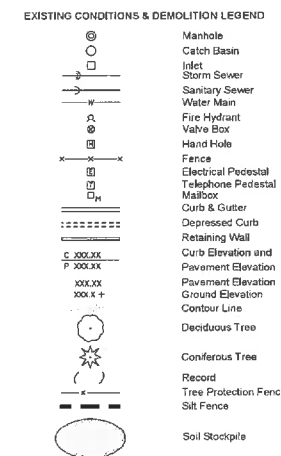 EXISTING CONDITIONS & DEMOLITION LEGEND
Manhole
Catch Basin
Inlet
Storm Sewer
Sanitary Sewer
W Water Main
Fire Hydrant
Valve Box
H Hand Hole
x x x Fence
E Electrical Pedestal
T Telephone Pedestal
M Mailbox
Curb & Gutter
Depressed Curb
Retaining Wall
C XXX.XX Curb Elevation and
P XXX.XX Pavement Elevation
XXX.XX Pavement Elevation
XXX.X + Ground Elevation
Contour Line
Deciduous Tree
Coniferous Tree
( ) Record
x Tree Protection Fenc
Silt Fence
Soil Stockpile